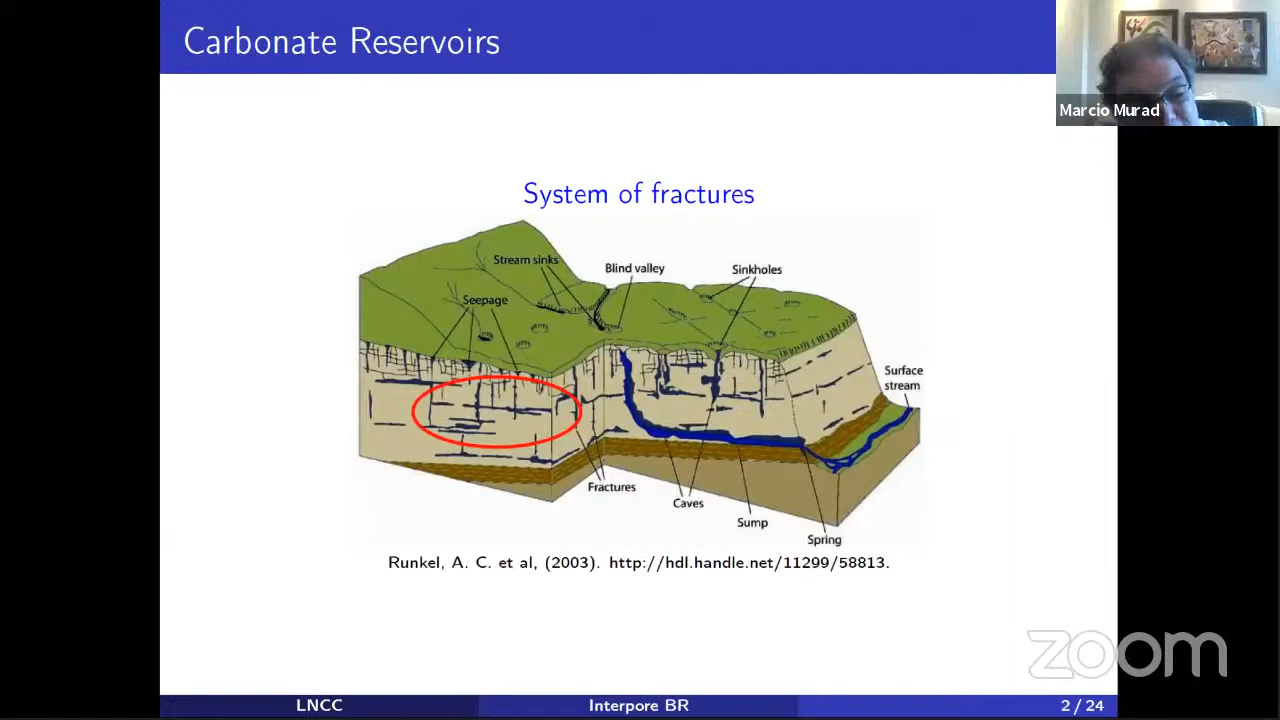 Carbonate Reservoirs
Marcio Murad
System of fractures
Stream sinks
Blind valley
Sinkholes
Seepage
Surface
stream
Fractures
Caves
Sump
Spring
Runkel, A. C. et al, (2003). http://hdl.handle.net/11299/58813.
zoom
LNCC
Interpore BR
2 / 24